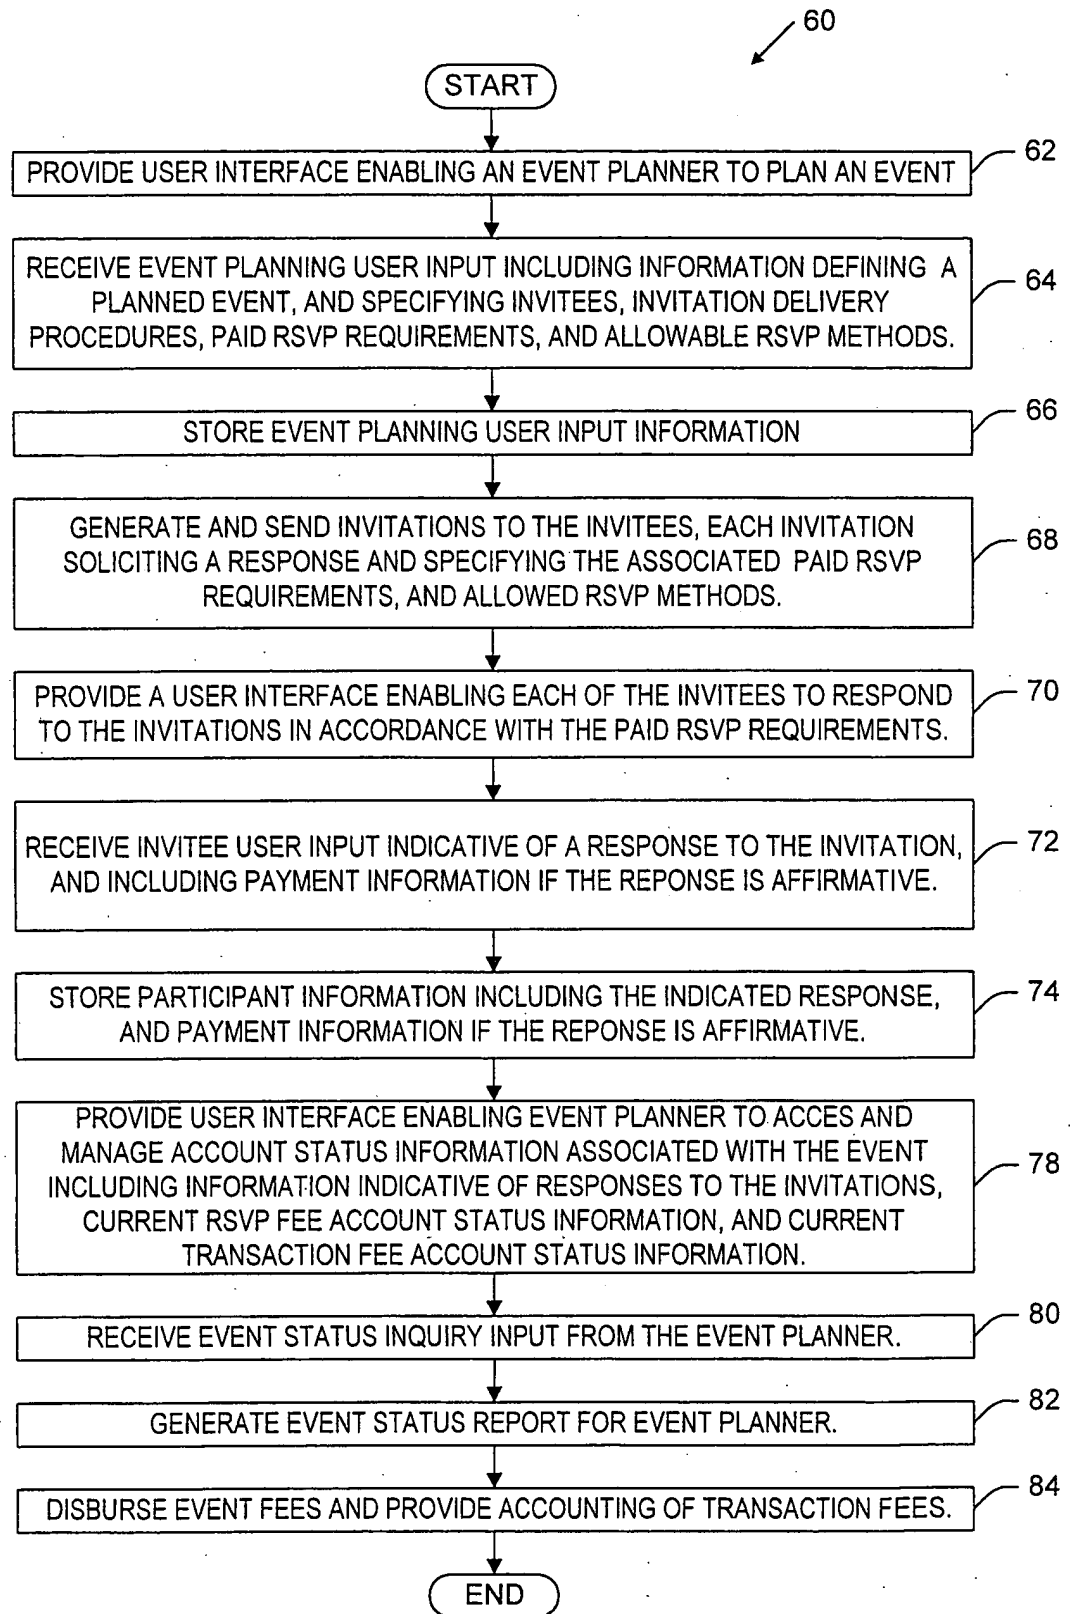 60
START
PROVIDE USER INTERFACE ENABLING AN EVENT PLANNER TO PLAN AN EVENT
62
RECEIVE EVENT PLANNING USER INPUT INCLUDING INFORMATION DEFINING A
PLANNED EVENT, AND SPECIFYING INVITEES, INVITATION DELIVERY
PROCEDURES, PAID RSVP REQUIREMENTS, AND ALLOWABLE RSVP METHODS.
64
STORE EVENT PLANNING USER INPUT INFORMATION
66
GENERATE AND SEND INVITATIONS TO THE INVITEES, EACH INVITATION
SOLICITING A RESPONSE AND SPECIFYING THE ASSOCIATED PAID RSVP
REQUIREMENTS, AND ALLOWED RSVP METHODS.
68
PROVIDE A USER INTERFACE ENABLING EACH OF THE INVITEES TO RESPOND
TO THE INVITATIONS IN ACCORDANCE WITH THE PAID RSVP REQUIREMENTS.
70
RECEIVE INVITEE USER INPUT INDICATIVE OF A RESPONSE TO THE INVITATION,
AND INCLUDING PAYMENT INFORMATION IF THE REPONSE IS AFFIRMATIVE.
72
STORE PARTICIPANT INFORMATION INCLUDING THE INDICATED RESPONSE,
AND PAYMENT INFORMATION IF THE REPONSE IS AFFIRMATIVE.
74
PROVIDE USER INTERFACE ENABLING EVENT PLANNER TO ACCES AND
MANAGE ACCOUNT STATUS INFORMATION ASSOCIATED WITH THE EVENT
INCLUDING INFORMATION INDICATIVE OF RESPONSES TO THE INVITATIONS,
CURRENT RSVP FEE ACCOUNT STATUS INFORMATION, AND CURRENT
TRANSACTION FEE ACCOUNT STATUS INFORMATION.
78
RECEIVE EVENT STATUS INQUIRY INPUT FROM THE EVENT PLANNER.
80
GENERATE EVENT STATUS REPORT FOR EVENT PLANNER.
82
DISBURSE EVENT FEES AND PROVIDE ACCOUNTING OF TRANSACTION FEES.
84
END